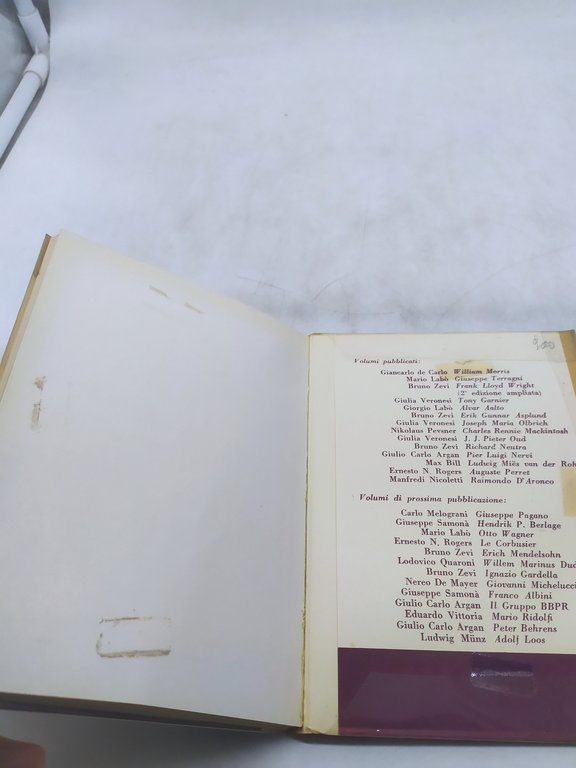 900
Volumi pubblicati:
Giancarlo de Carlo William Morris
Mario Labò Giuseppe Terragni
Bruno Zevi Frank Lloyd Wright
(2ª edizione ampliata)
Giulia Veronesi Tony Garnier
Giorgio Labò Alvar Aalto
Bruno Zevi Erik Gunnar Asplund
Giulia Veronesi Joseph Maria Olbrich
Nikolaus Pevsner Charles Rennie Mackintosh
Giulia Veronesi J. J. Pieter Oud
Bruno Zevi Richard Neutra
Giulio Carlo Argan Pier Luigi Nervi
Max Bill Ludwig Miës van der Roh
Ernesto N. Rogers Auguste Perret
Manfredi Nicoletti Raimondo D'Aronco
Volumi di prossima pubblicazione:
Carlo Melograni Giuseppe Pagano
Giuseppe Samonà Hendrik P. Berlage
Mario Labò Otto Wagner
Ernesto N. Rogers Le Corbusier
Bruno Zevi Erich Mendelsohn
Lodovico Quaroni Willem Marinus Dud
Bruno Zevi Ignazio Gardella
Nereo De Mayer Giovanni Michelucci
Giuseppe Samonà Franco Albini
Giulio Carlo Argan Il Gruppo BBPR
Eduardo Vittoria Mario Ridolfi
Giulio Carlo Argan Peter Behrens
Ludwig Münz Adolf Loos